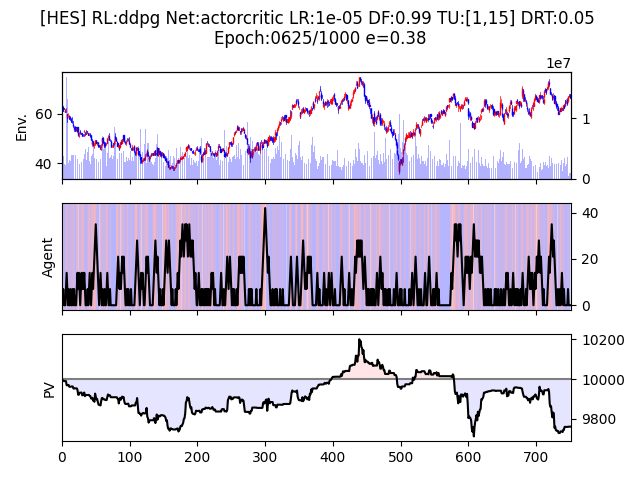 [HES] RL:ddpg Net:actorcritic LR:1e-05 DF:0.99 TU:[1,15] DRT:0.05
Epoch:0625/1000 e=0.38
1e7
Env.
60
40
1
0
Agent
40
20
0
PV
10200
10000
9800
0 100 200 300 400 500 600 700